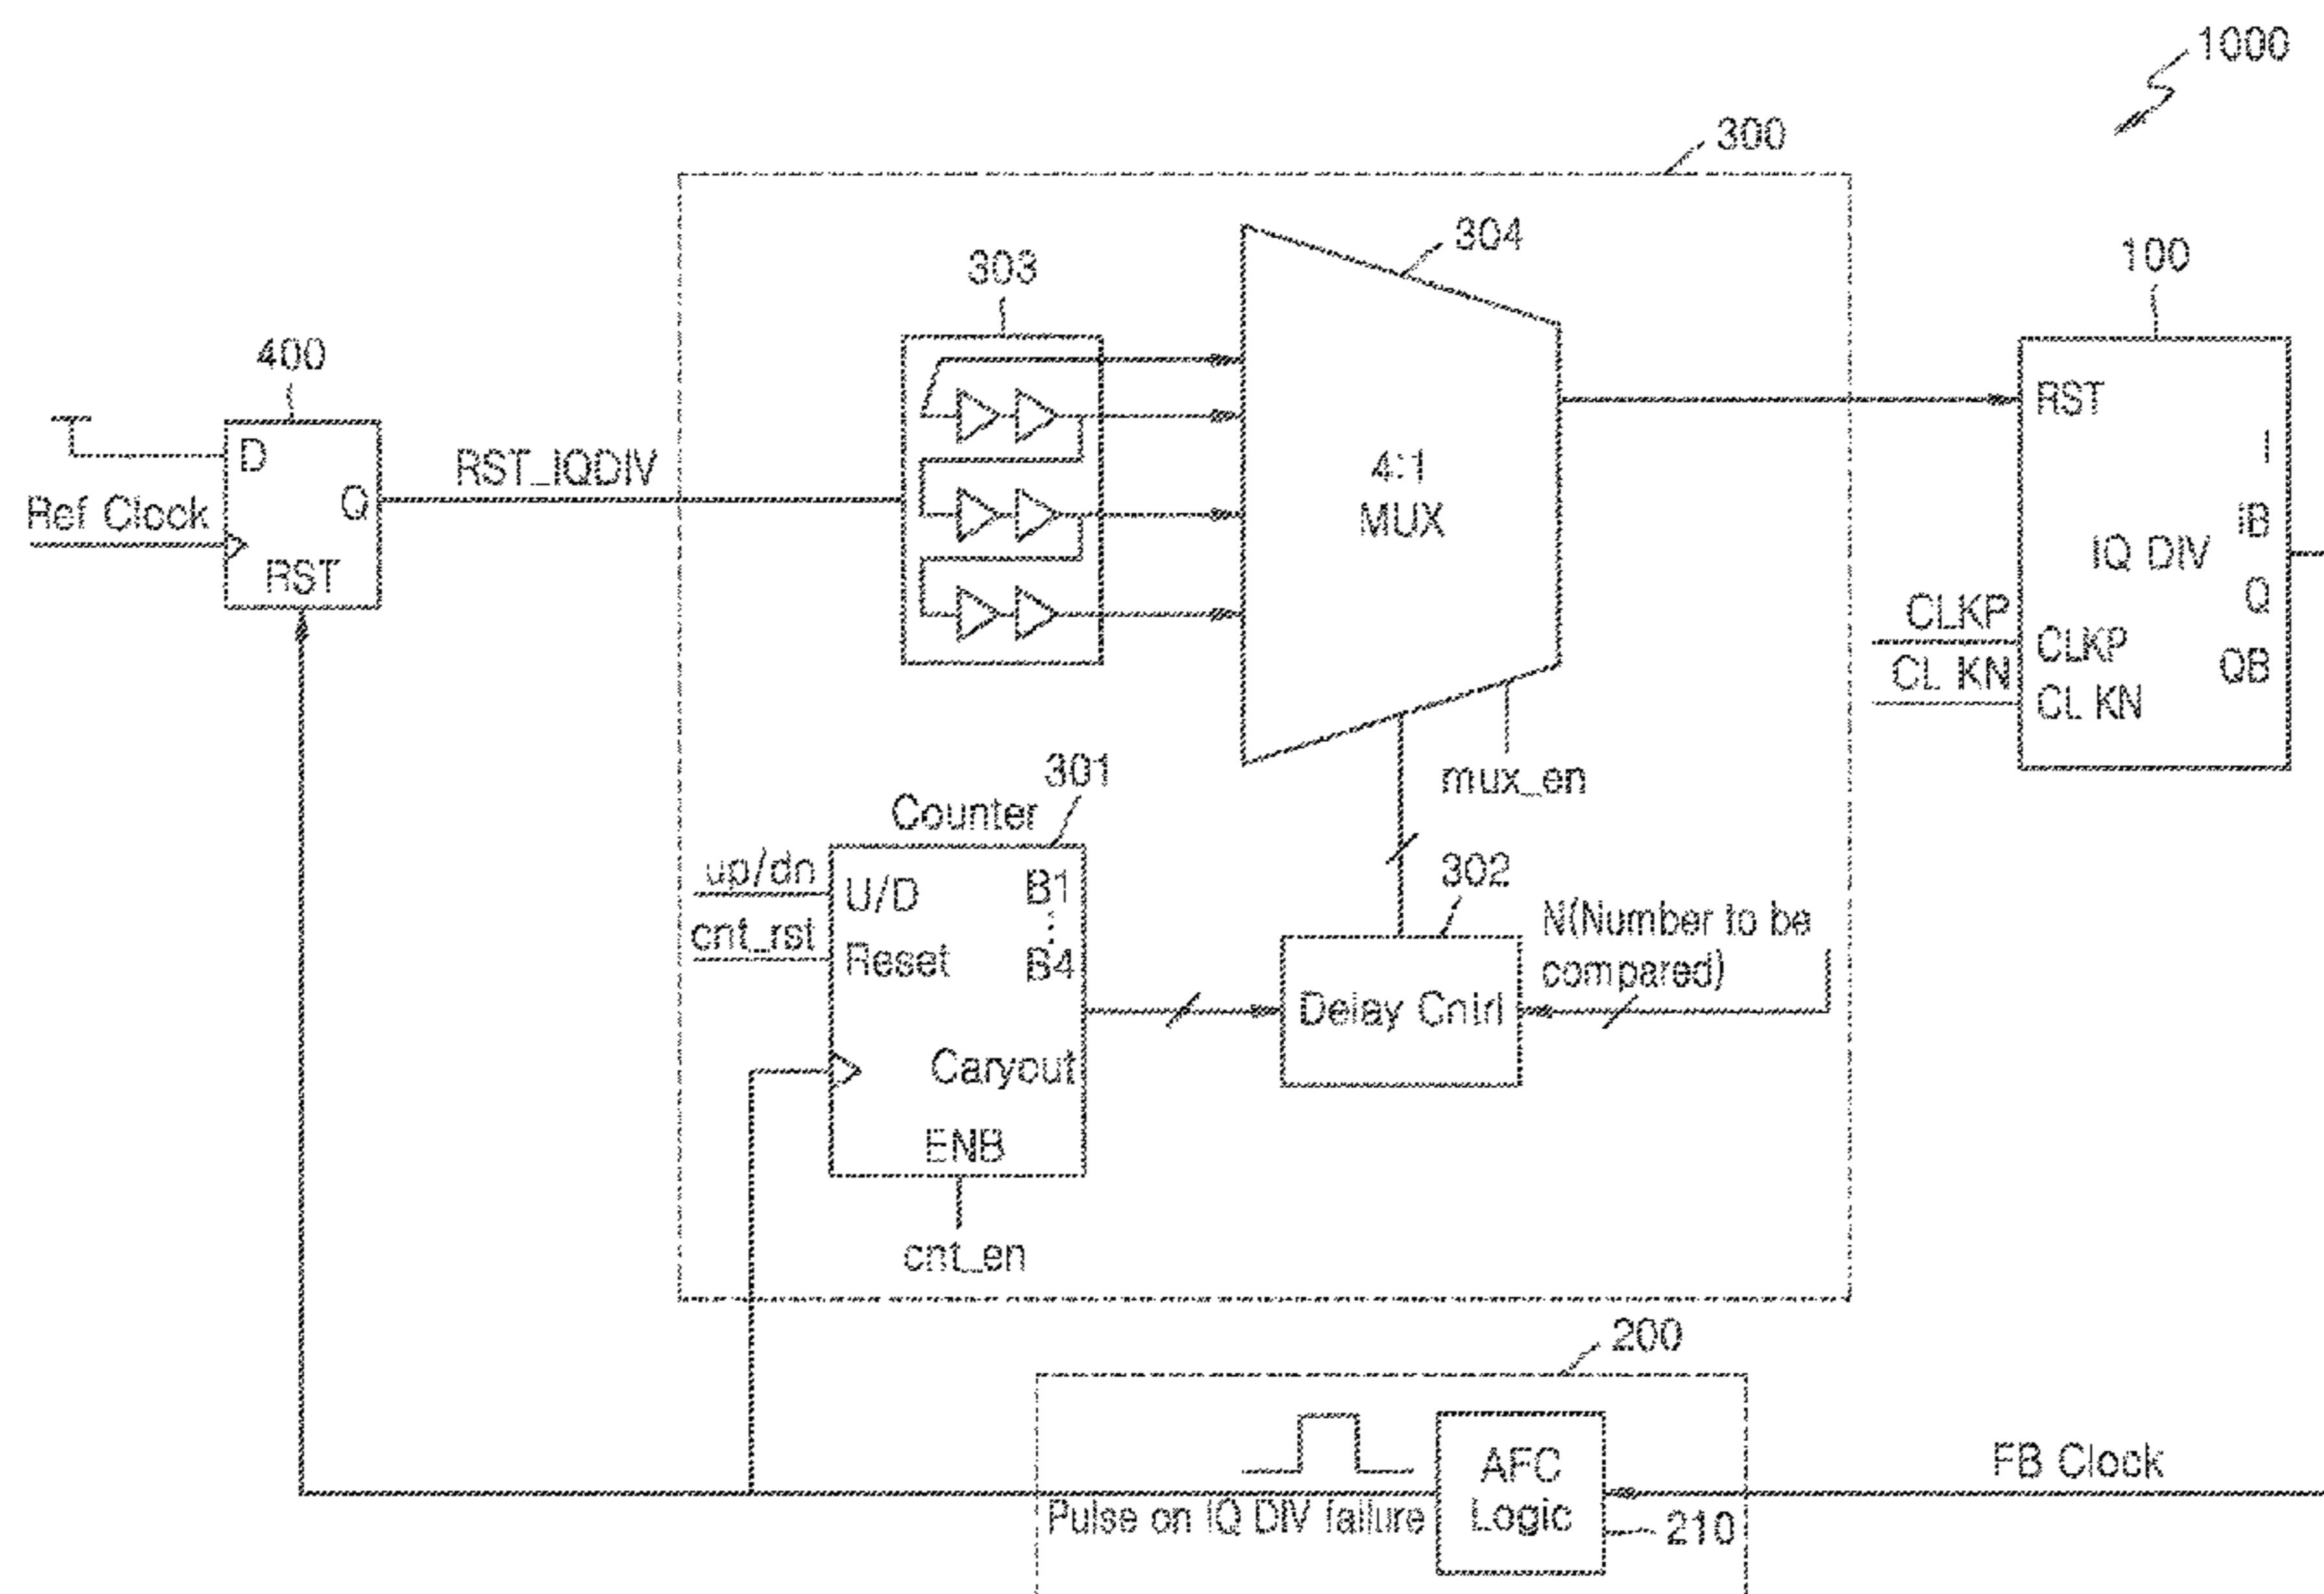 1000
300
304
303
100
400
RST
D
I
RST_IQDIV
4:1
MUX
Q
Ref Clock
IB
IQ DIV
RST
Q
CLKP
CLKP
QB
CL KN
CL KN
mux_en
301
Counter
up/dn
U/D
B1
302
cnt_rst
Reset
B4
N(Number to be
compared)
Delay Cntrl
Caryout
ENB
cnt_en
200
AFC
Logic
FB Clock
Pulse on IQ DIV failure
210